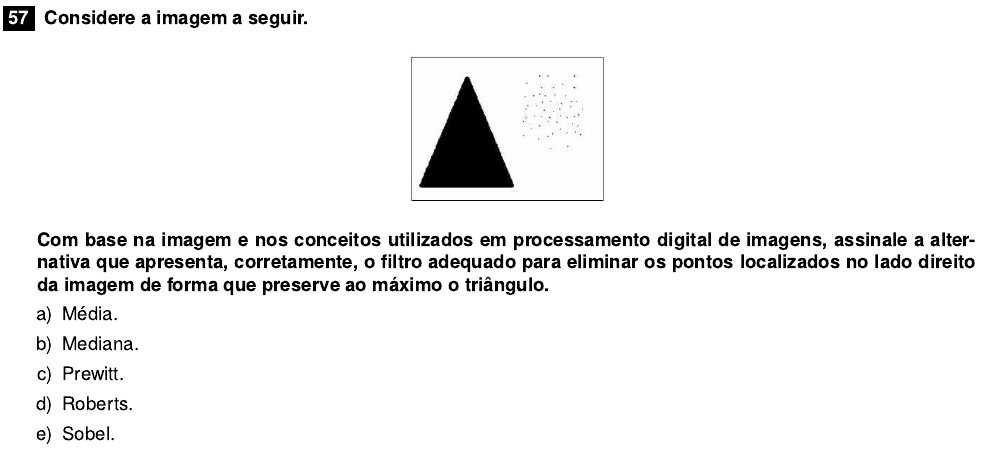 57 Considere a imagem a seguir.
Com base na imagem e nos conceitos utilizados em processamento digital de imagens, assinale a alter-
nativa que apresenta, corretamente, o filtro adequado para eliminar os pontos localizados no lado direito
da imagem de forma que preserve ao máximo o triângulo.
a) Média.
b) Mediana.
c) Prewitt.
d) Roberts.
e) Sobel.